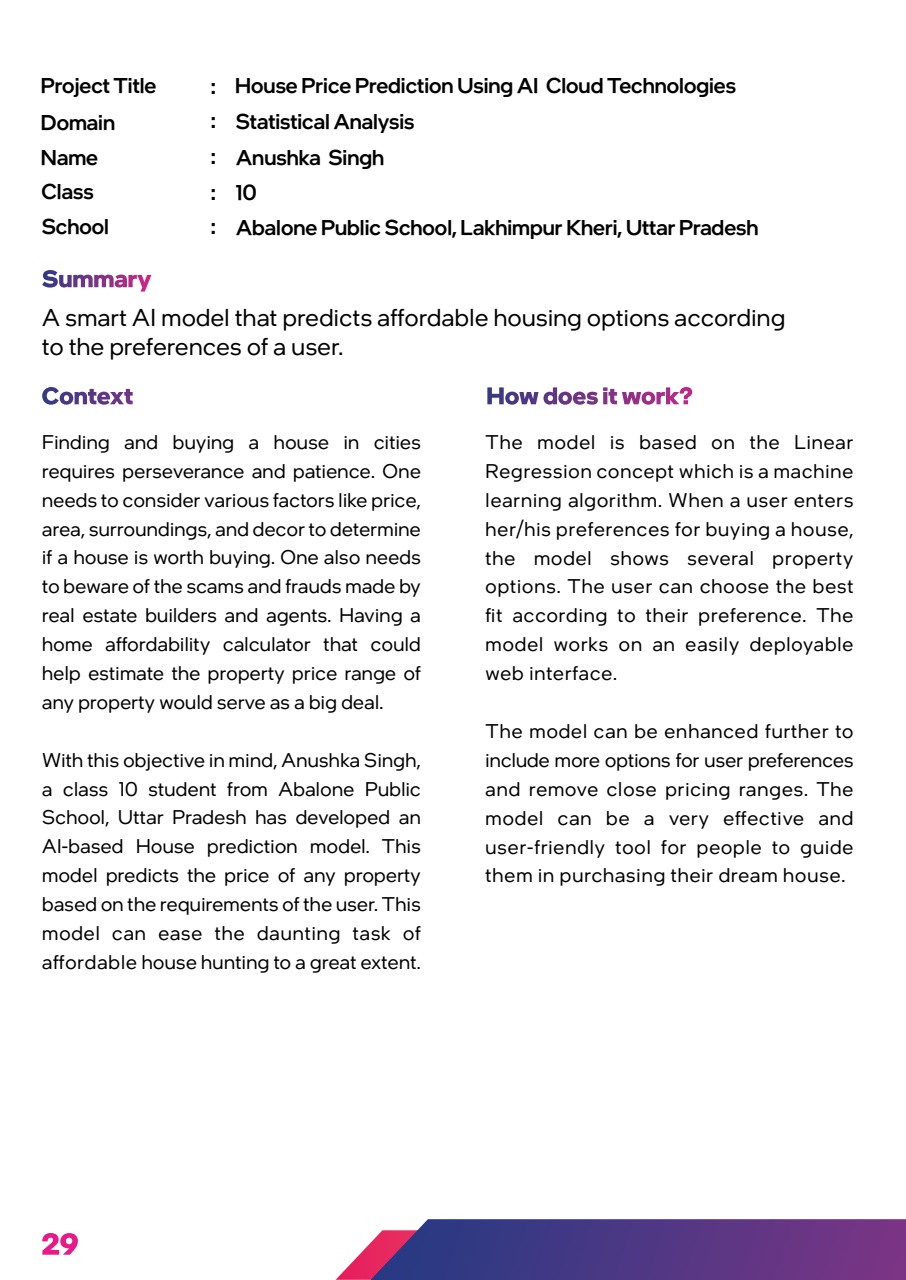 Project Title : House Price Prediction Using AI Cloud Technologies
Domain : Statistical Analysis
Name : Anushka Singh
Class : 10
School : Abalone Public School, Lakhimpur Kheri, Uttar Pradesh
Summary
A smart AI model that predicts affordable housing options according
to the preferences of a user.
Context
Finding and buying a house in cities
requires perseverance and patience. One
needs to consider various factors like price,
area, surroundings, and decor to determine
if a house is worth buying. One also needs
to beware of the scams and frauds made by
real estate builders and agents. Having a
home affordability calculator that could
help estimate the property price range of
any property would serve as a big deal.
With this objective in mind, Anushka Singh,
a class 10 student from Abalone Public
School, Uttar Pradesh has developed an
AI-based House prediction model. This
model predicts the price of any property
based on the requirements of the user. This
model can ease the daunting task of
affordable house hunting to a great extent.
How does it work?
The model is based on the Linear
Regression concept which is a machine
learning algorithm. When a user enters
her/his preferences for buying a house,
the model shows several property
options. The user can choose the best
fit according to their preference. The
model works on an easily deployable
web interface.
The model can be enhanced further to
include more options for user preferences
and remove close pricing ranges. The
model can be a very effective and
user-friendly tool for people to guide
them in purchasing their dream house.
29